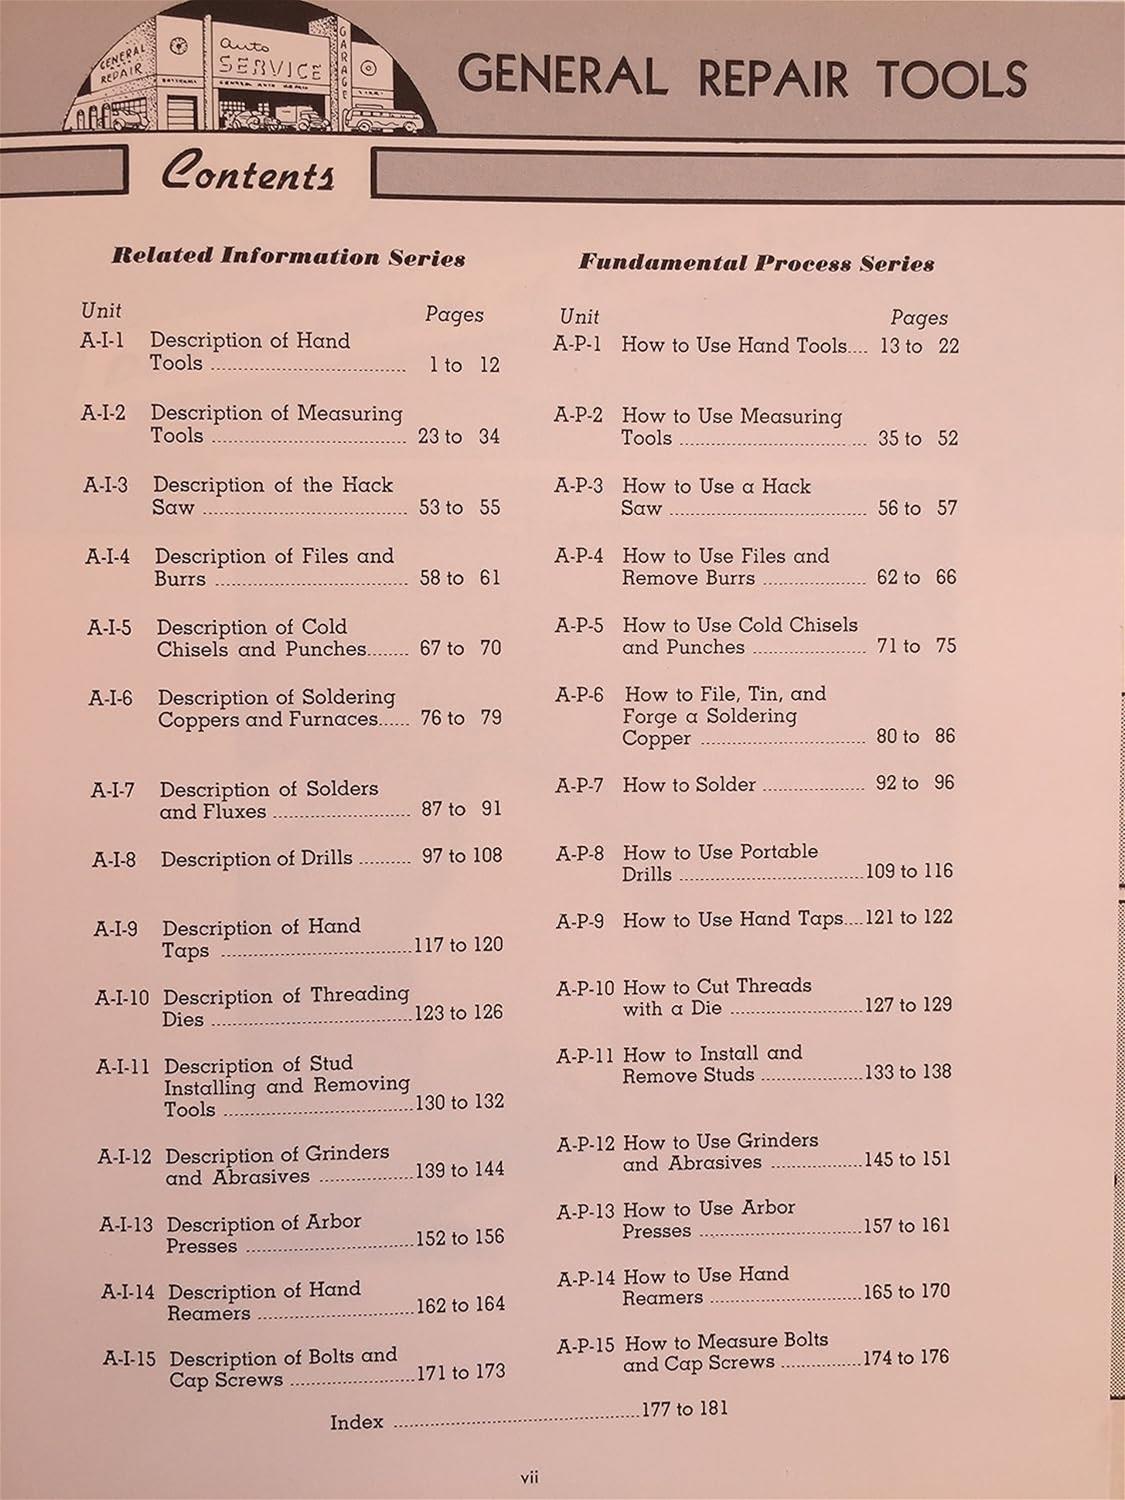 GENERAL REPAIR
auto SERVICE
GARAGE
GENERAL REPAIR TOOLS
Contents
Related Information Series
Unit Pages
A-I-1 Description of Hand
Tools ................................ 1 to 12
A-I-2 Description of Measuring
Tools ................................ 23 to 34
A-I-3 Description of the Hack
Saw ................................ 53 to 55
A-I-4 Description of Files and
Burrs ................................ 58 to 61
A-I-5 Description of Cold
Chisels and Punches........ 67 to 70
A-I-6 Description of Soldering
Coppers and Furnaces...... 76 to 79
A-I-7 Description of Solders
and Fluxes ........................ 87 to 91
A-I-8 Description of Drills .......... 97 to 108
A-I-9 Description of Hand
Taps ................................117 to 120
A-I-10 Description of Threading
Dies ................................123 to 126
A-I-11 Description of Stud
Installing and Removing
Tools ................................130 to 132
A-I-12 Description of Grinders
and Abrasives ................139 to 144
A-I-13 Description of Arbor
Presses ............................152 to 156
A-I-14 Description of Hand
Reamers ..........................162 to 164
A-I-15 Description of Bolts and
Cap Screws ....................171 to 173
Fundamental Process Series
Unit Pages
A-P-1 How to Use Hand Tools.... 13 to 22
A-P-2 How to Use Measuring
Tools ................................ 35 to 52
A-P-3 How to Use a Hack
Saw ................................ 56 to 57
A-P-4 How to Use Files and
Remove Burrs .................. 62 to 66
A-P-5 How to Use Cold Chisels
and Punches .................... 71 to 75
A-P-6 How to File, Tin, and
Forge a Soldering
Copper ............................ 80 to 86
A-P-7 How to Solder .................. 92 to 96
A-P-8 How to Use Portable
Drills ................................109 to 116
A-P-9 How to Use Hand Taps....121 to 122
A-P-10 How to Cut Threads
with a Die ........................127 to 129
A-P-11 How to Install and
Remove Studs ..................133 to 138
A-P-12 How to Use Grinders
and Abrasives ................145 to 151
A-P-13 How to Use Arbor
Presses ............................157 to 161
A-P-14 How to Use Hand
Reamers ..........................165 to 170
A-P-15 How to Measure Bolts
and Cap Screws ..............174 to 176
Index ........................................177 to 181
vii